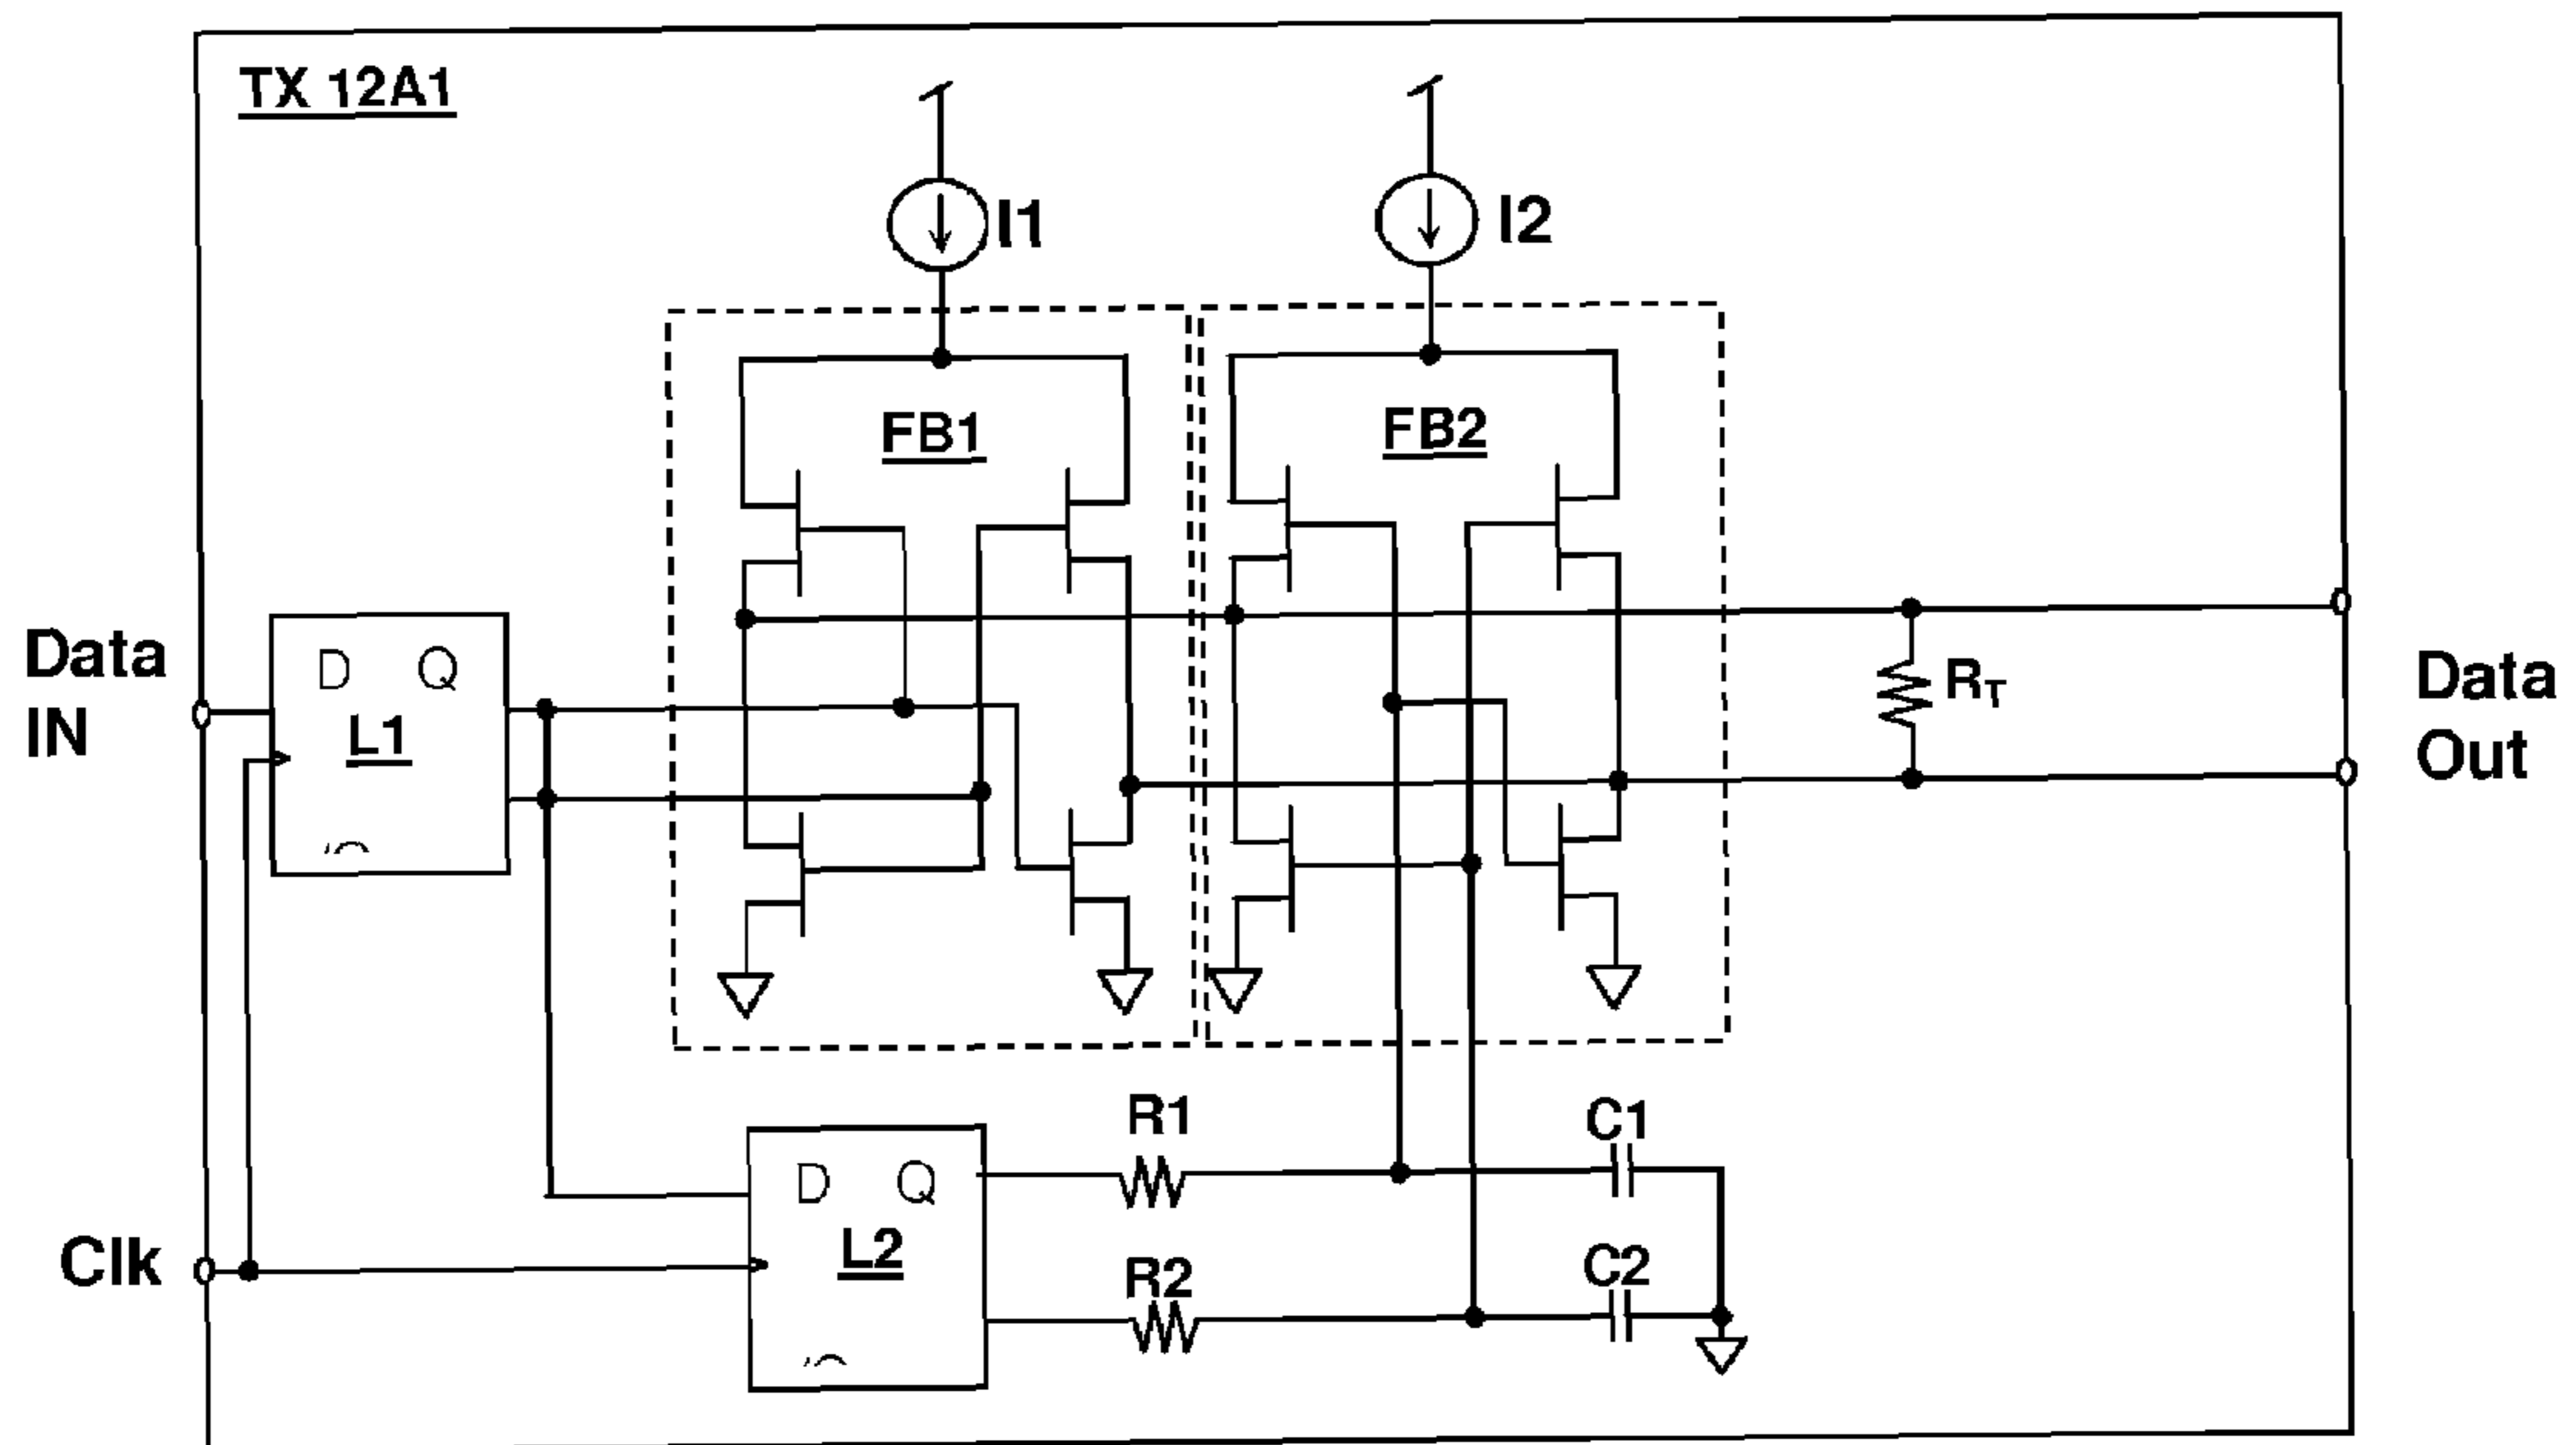 TX 12A1
I1
I2
FB1
FB2
Data
IN
D Q
L1
RT
Data
Out
R1
C1
D Q
L2
Clk
R2
C2